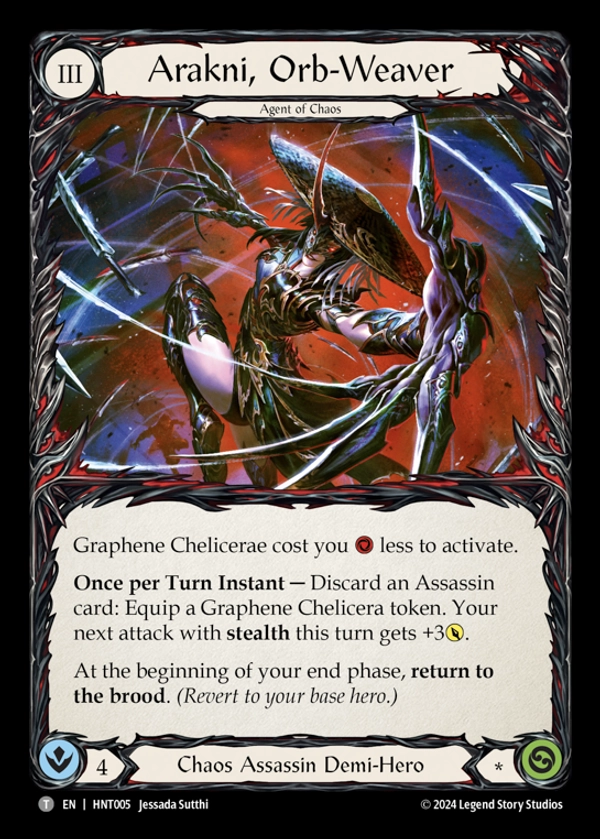 III
Arakni, Orb-Weaver
Agent of Chaos
Graphene Chelicerae cost you less to activate.
Once per Turn Instant — Discard an Assassin
card: Equip a Graphene Chelicera token. Your
next attack with stealth this turn gets +3.
At the beginning of your end phase, return to
the brood. (Revert to your base hero.)
4
Chaos Assassin Demi-Hero
*
T EN | HNT005 Jessada Sutthi
© 2024 Legend Story Studios